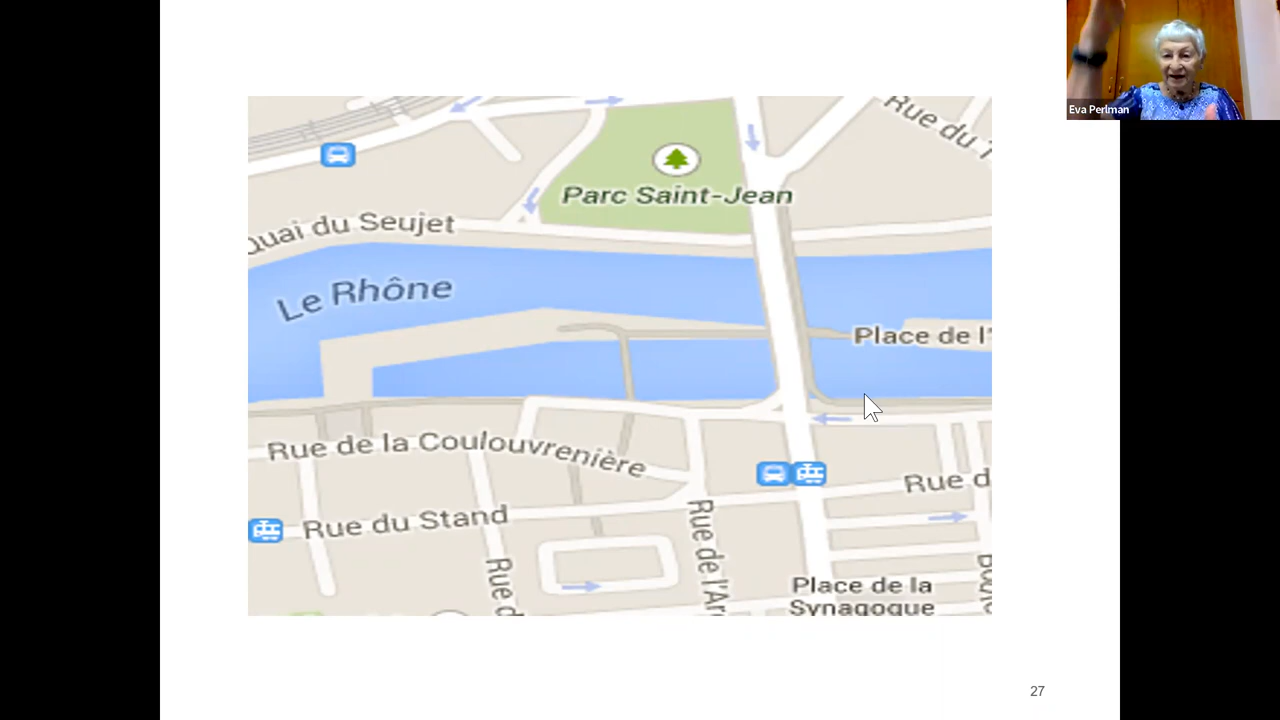 Eva Perlman
Rue du T
Parc Saint-Jean
Quai du Seujet
Le Rhône
Place de l'
Rue de la Coulouvrenière
Rue d
Rue du Stand
Rue de l'Ar
Rue d
Place de la
Synagogue
27